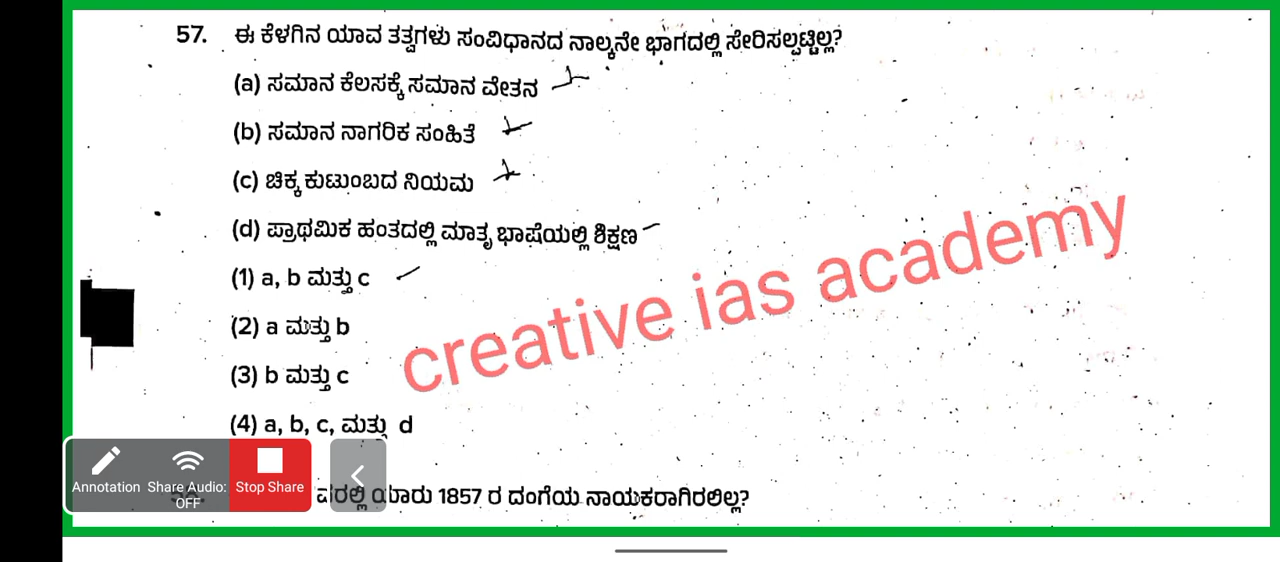 57. ಈ ಕೆಳಗಿನ ಯಾವ ತತ್ವಗಳು ಸಂವಿಧಾನದ ನಾಲ್ಕನೇ ಭಾಗದಲ್ಲಿ ಸೇರಿಸಲ್ಪಟ್ಟಿಲ್ಲ?
(a) ಸಮಾನ ಕೆಲಸಕ್ಕೆ ಸಮಾನ ವೇತನ
(b) ಸಮಾನ ನಾಗರಿಕ ಸಂಹಿತೆ
(c) ಚಿಕ್ಕ ಕುಟುಂಬದ ನಿಯಮ
(d) ಪ್ರಾಥಮಿಕ ಹಂತದಲ್ಲಿ ಮಾತೃ ಭಾಷೆಯಲ್ಲಿ ಶಿಕ್ಷಣ
(1) a, b ಮತ್ತು c
(2) a ಮತ್ತು b
(3) b ಮತ್ತು c
(4) a, b, c, ಮತ್ತು d
creative ias academy
Annotation Share Audio: OFF Stop Share
ಯಾರು 1857 ರ ದಂಗೆಯ ನಾಯಕರಾಗಿರಲಿಲ್ಲ?